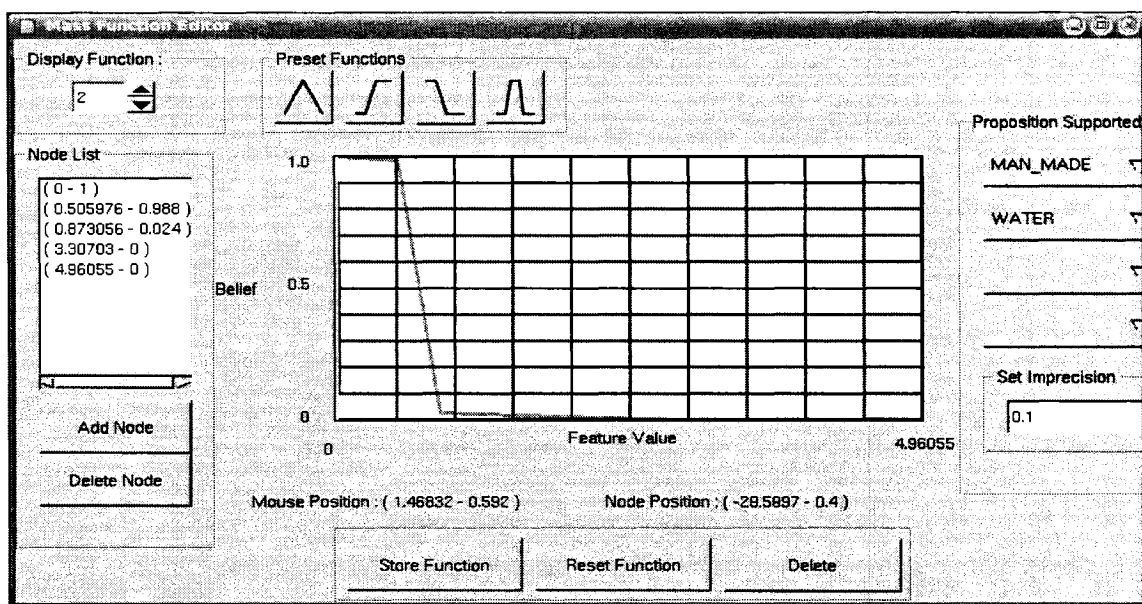 Mass Function Editor
Display Function :
2
Preset Functions
Node List
( 0 - 1 )
( 0.505976 - 0.988 )
( 0.873056 - 0.024 )
( 3.30703 - 0 )
( 4.96055 - 0 )
Add Node
Delete Node
1.0
Belief
0.5
0
0
Feature Value
4.96055
Mouse Position : ( 1.46832 - 0.592 )
Node Position : ( -28.5897 - 0.4 )
Store Function
Reset Function
Delete
Proposition Supported
MAN_MADE
WATER
Set Imprecision
0.1